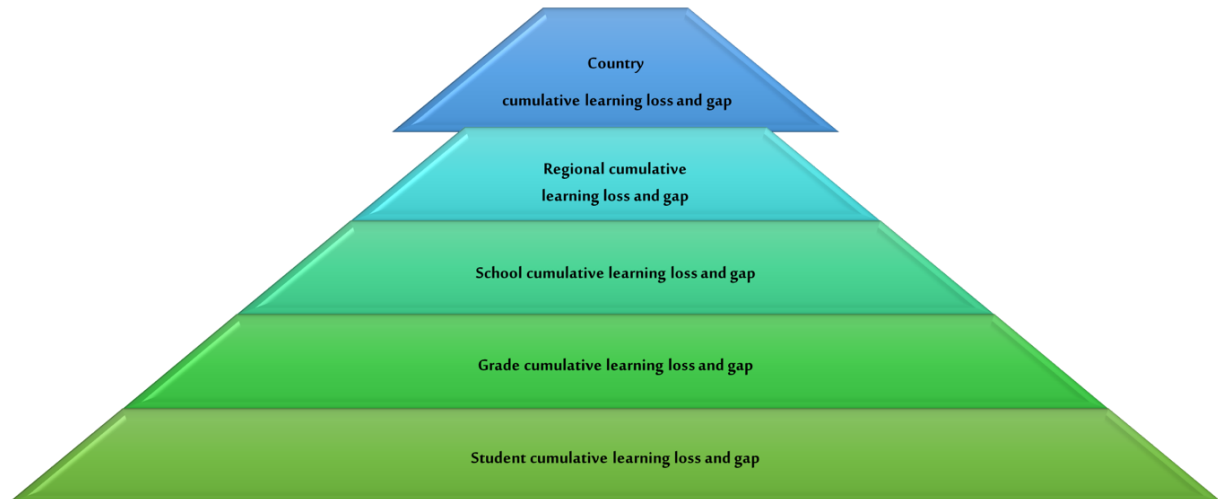 Country
cumulative learning loss and gap
Regional cumulative
learning loss and gap
School cumulative learning loss and gap
Grade cumulative learning loss and gap
Student cumulative learning loss and gap